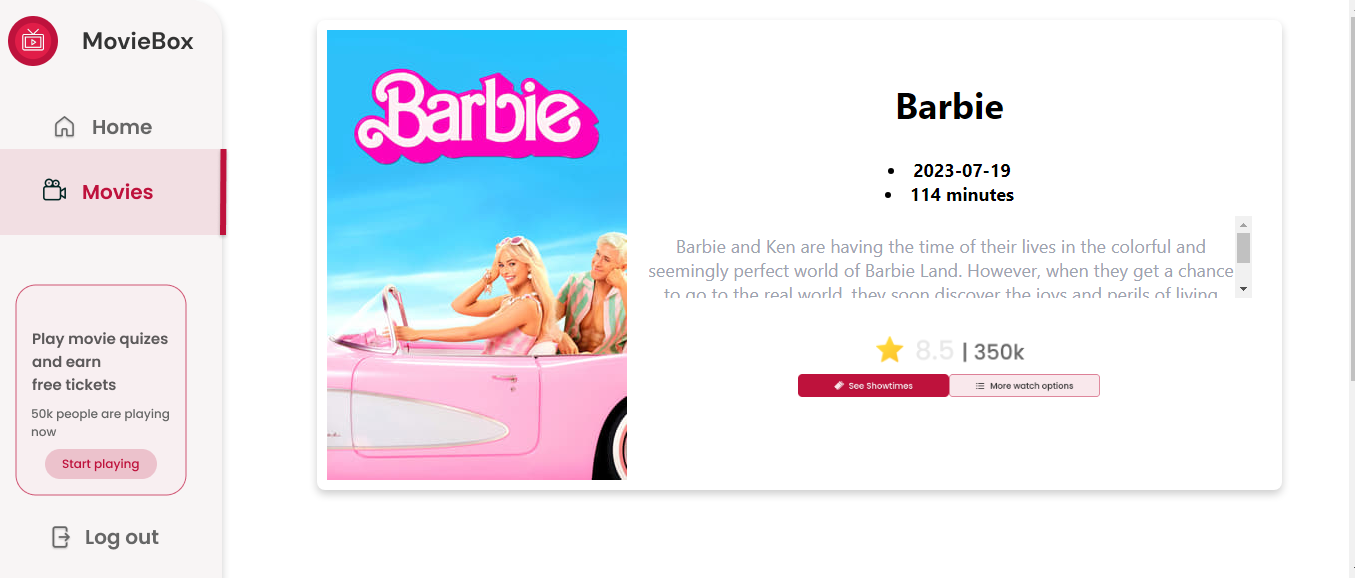 MovieBox
Home
Movies
Play movie quizes
and earn
free tickets
50k people are playing
now
Start playing
Log out
Barbie
Barbie
2023-07-19
114 minutes
Barbie and Ken are having the time of their lives in the colorful and
seemingly perfect world of Barbie Land. However, when they get a chance
to go to the real world, they soon discover the joys and perils of living
8.5 | 350k
See Showtimes
More watch options